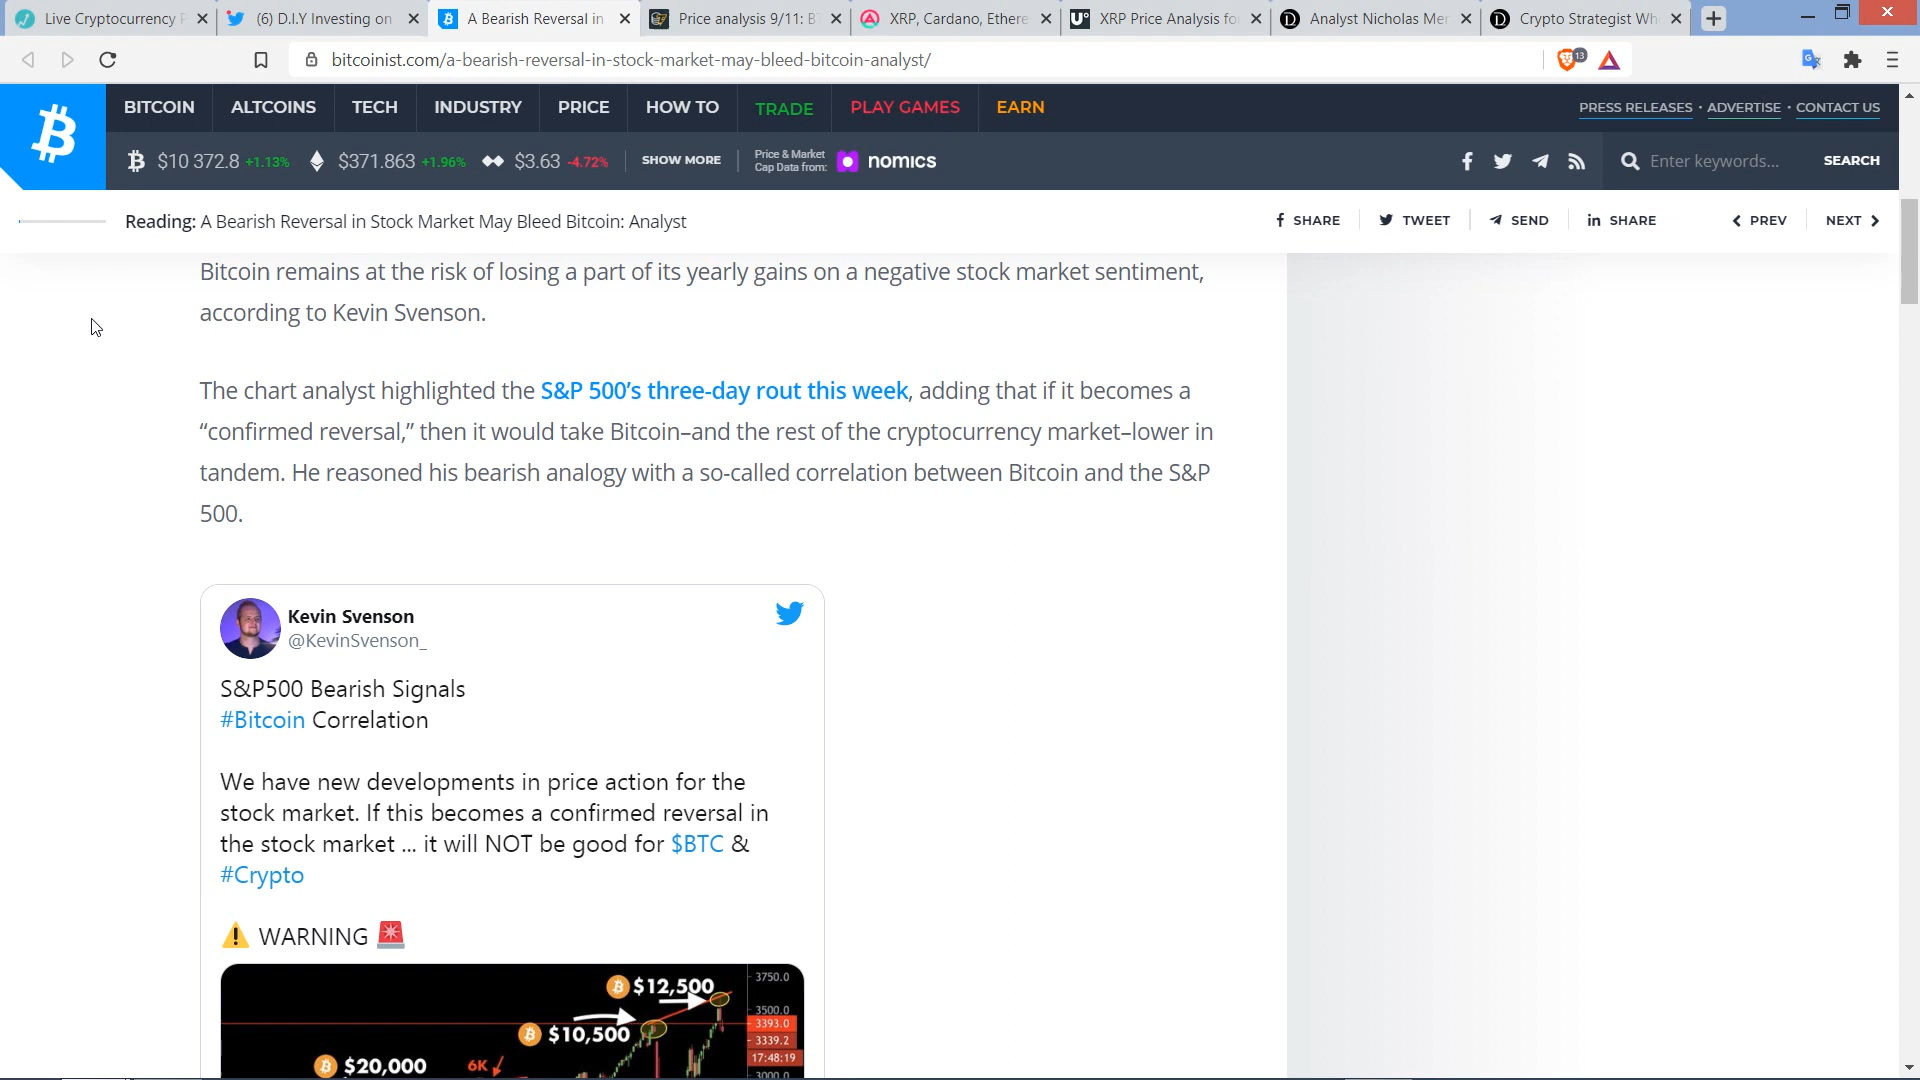 Live Cryptocurrency P
(6) D.I.Y Investing on
A Bearish Reversal in
Price analysis 9/11: BT
XRP, Cardano, Ethere
XRP Price Analysis fo
Analyst Nicholas Mer
Crypto Strategist Wh
bitcoinist.com/a-bearish-reversal-in-stock-market-may-bleed-bitcoin-analyst/
13
BITCOIN ALTCOINS TECH INDUSTRY PRICE HOW TO TRADE PLAY GAMES EARN
PRESS RELEASES · ADVERTISE · CONTACT US
$10 372.8 +1.13% $371.863 +1.96% $3.63 -4.72% SHOW MORE
Price & Market
Cap Data from:
nomics
Enter keywords... SEARCH
Reading: A Bearish Reversal in Stock Market May Bleed Bitcoin: Analyst
SHARE TWEET SEND SHARE PREV NEXT
Bitcoin remains at the risk of losing a part of its yearly gains on a negative stock market sentiment,
according to Kevin Svenson.
The chart analyst highlighted the S&P 500’s three-day rout this week, adding that if it becomes a
“confirmed reversal,” then it would take Bitcoin–and the rest of the cryptocurrency market–lower in
tandem. He reasoned his bearish analogy with a so-called correlation between Bitcoin and the S&P
500.
Kevin Svenson
@KevinSvenson_
S&P500 Bearish Signals
#Bitcoin Correlation
We have new developments in price action for the
stock market. If this becomes a confirmed reversal in
the stock market ... it will NOT be good for $BTC &
#Crypto
WARNING
3750.0
$12,500
3500.0
3393.0
$10,500
3339.2
17:48:19
$20,000
6K
3000.0